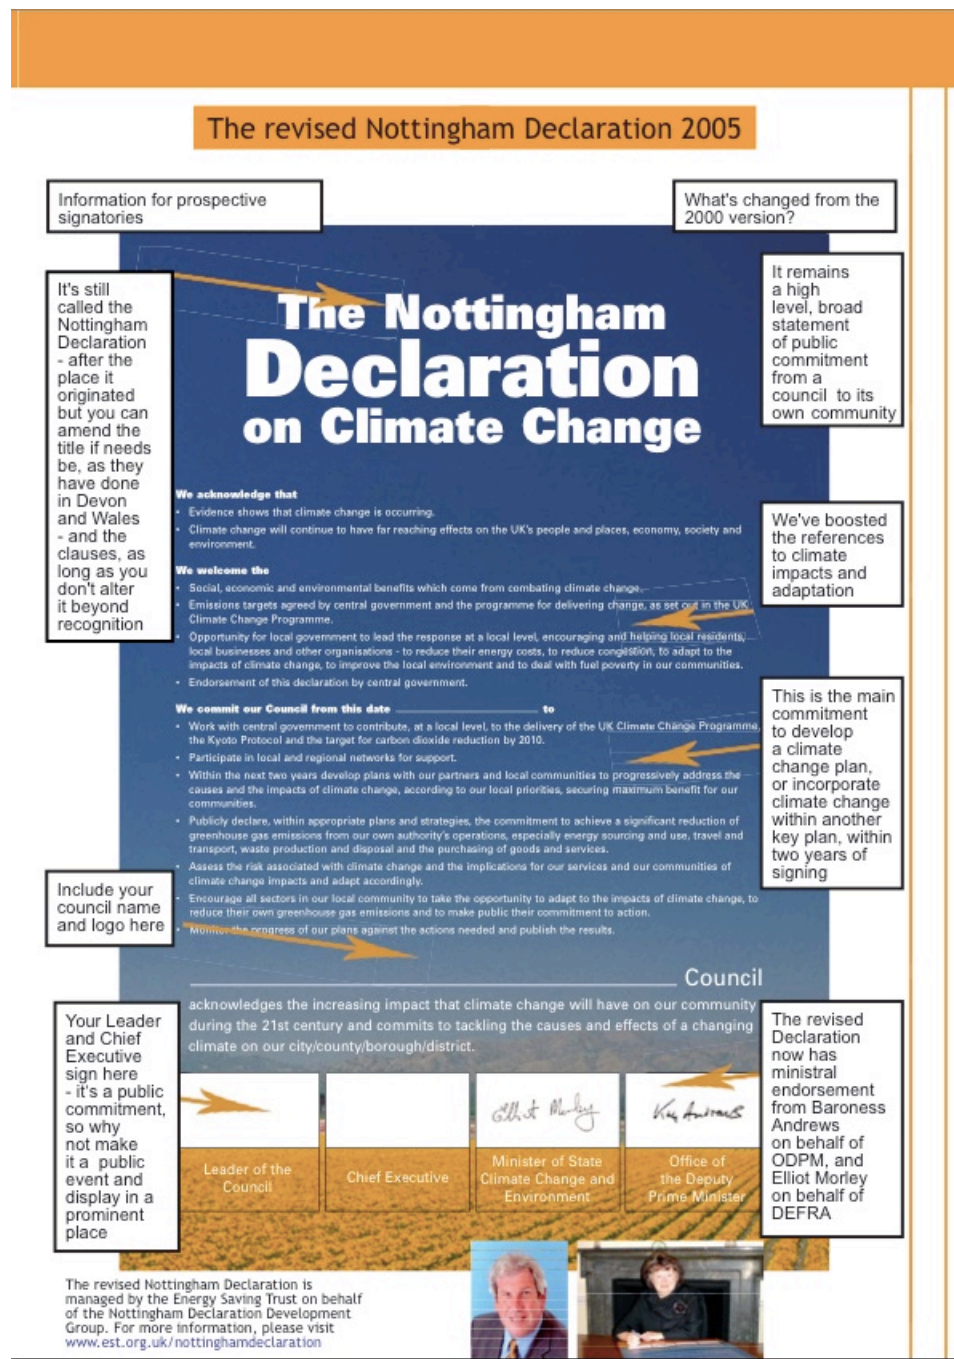 The revised Nottingham Declaration 2005
Information for prospective
signatories
What's changed from the
2000 version?
It's still
called the
Nottingham
Declaration
- after the
place it
originated
but you can
amend the
title if needs
be, as they
have done
in Devon
and Wales
- and the
clauses, as
long as you
don't alter
it beyond
recognition
It remains
a high
level, broad
statement
of public
commitment
from a
council to its
own community
The Nottingham
Declaration
on Climate Change
We acknowledge that
• Evidence shows that climate change is occurring.
• Climate change will continue to have far reaching effects on the UK's people and places, economy, society and
environment.
We welcome the
• Social, economic and environmental benefits which come from combating climate change.
• Emissions targets agreed by central government and the programme for delivering change, as set out in the UK
Climate Change Programme.
• Opportunity for local government to lead the response at a local level, encouraging and helping local residents,
local businesses and other organisations - to reduce their energy costs, to reduce congestion, to adapt to the
impacts of climate change, to improve the local environment and to deal with fuel poverty in our communities.
• Endorsement of this declaration by central government.
We've boosted
the references
to climate
impacts and
adaptation
We commit our Council from this date ____________________ to
• Work with central government to contribute, at a local level, to the delivery of the UK Climate Change Programme,
the Kyoto Protocol and the target for carbon dioxide reduction by 2010.
• Participate in local and regional networks for support.
• Within the next two years develop plans with our partners and local communities to progressively address the
causes and the impacts of climate change, according to our local priorities, securing maximum benefit for our
communities.
• Publicly declare, within appropriate plans and strategies, the commitment to achieve a significant reduction of
greenhouse gas emissions from our own authority's operations, especially energy sourcing and use, travel and
transport, waste production and disposal and the purchasing of goods and services.
• Assess the risk associated with climate change and the implications for our services and our communities of
climate change impacts and adapt accordingly.
• Encourage all sectors in our local community to take the opportunity to adapt to the impacts of climate change, to
reduce their own greenhouse gas emissions and to make public their commitment to action.
• Monitor the progress of our plans against the actions needed and publish the results.
This is the main
commitment
to develop
a climate
change plan,
or incorporate
climate change
within another
key plan, within
two years of
signing
Include your
council name
and logo here
Council
acknowledges the increasing impact that climate change will have on our community
during the 21st century and commits to tackling the causes and effects of a changing
climate on our city/county/borough/district.
Your Leader
and Chief
Executive
sign here
- it's a public
commitment,
so why
not make
it a public
event and
display in a
prominent
place
Elliot Morley
Kay Andrews
Leader of the
Council
Chief Executive
Minister of State
Climate Change and
Environment
Office of
the Deputy
Prime Minister
The revised
Declaration
now has
ministral
endorsement
from Baroness
Andrews
on behalf of
ODPM, and
Elliot Morley
on behalf of
DEFRA
The revised Nottingham Declaration is
managed by the Energy Saving Trust on behalf
of the Nottingham Declaration Development
Group. For more information, please visit
www.est.org.uk/nottinghamdeclaration